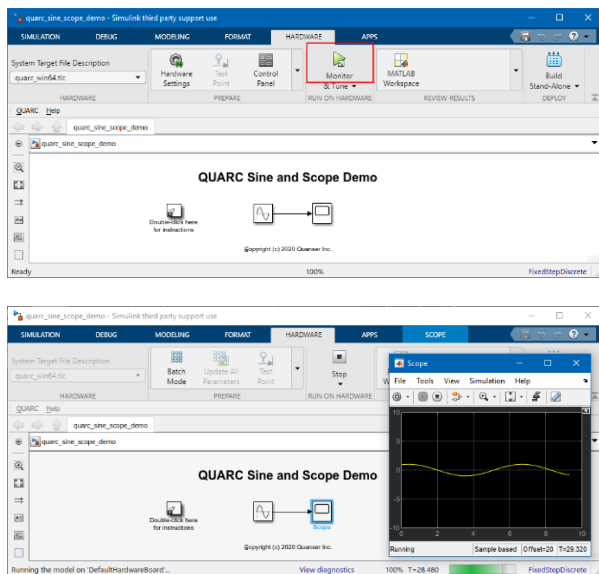 quarc_sine_scope_demo - Simulink third party support use
SIMULATION DEBUG MODELING FORMAT HARDWARE APPS
System Target File Description
quarc_win64.tlc
Hardware Settings
Test Point
Control Panel
Monitor & Tune
MATLAB Workspace
Build Stand-Alone
HARDWARE PREPARE RUN ON HARDWARE REVIEW RESULTS DEPLOY
QUARC Help
quarc_sine_scope_demo
quarc_sine_scope_demo
QUARC Sine and Scope Demo
Double-click here
for instructions
Copyright (c) 2020 Quanser Inc.
Ready 100% FixedStepDiscrete
quarc_sine_scope_demo - Simulink third party support use
SIMULATION DEBUG MODELING FORMAT HARDWARE APPS SCOPE
System Target File Description
quarc_win64.tlc
Batch Mode
Update All Parameters
Test Point
Stop
HARDWARE PREPARE RUN ON HARDWARE
QUARC Help
quarc_sine_scope_demo
quarc_sine_scope_demo
QUARC Sine and Scope Demo
Double-click here
for instructions
Scope
Copyright (c) 2020 Quanser Inc.
Scope
File Tools View Simulation Help
10
5
0
-5
-10
0 2 4 6 8 10
Running Sample based Offset=20 T=29.320
Running the model on 'DefaultHardwareBoard'... View diagnostics 100% T=28.480 FixedStepDiscrete